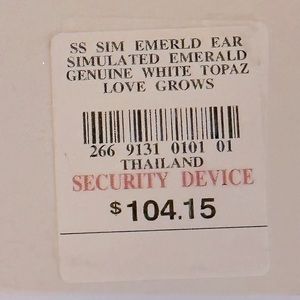 SS SIM EMERLD EAR
SIMULATED EMERALD
GENUINE WHITE TOPAZ
LOVE GROWS
266 9131 0101 01
THAILAND
SECURITY DEVICE
$104.15